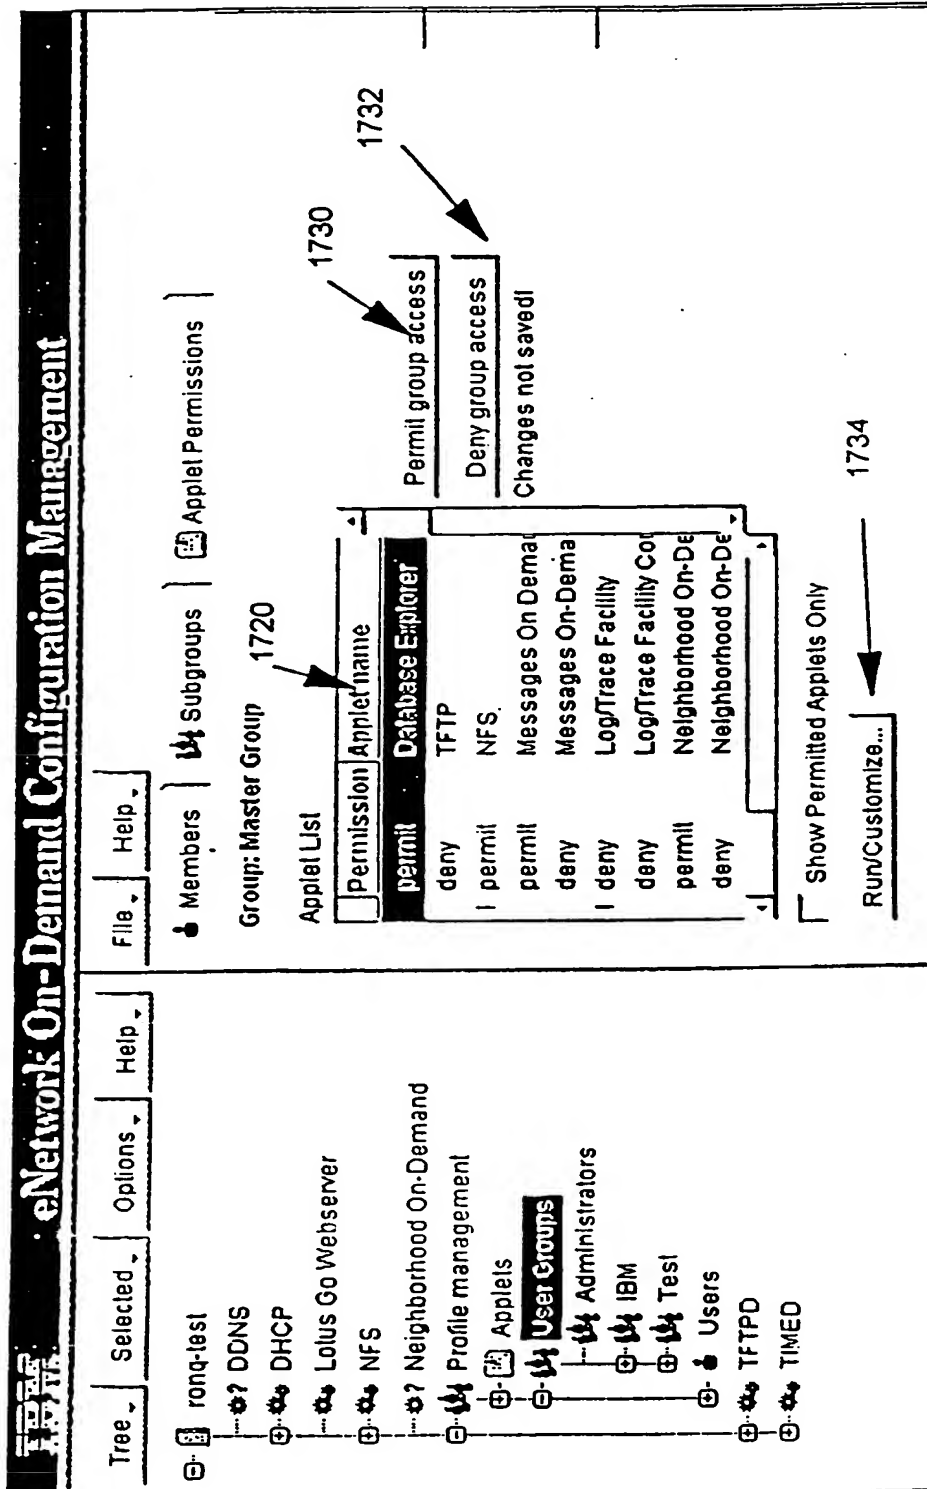 IBM eNetwork On-Demand Configuration Management
Tree Selected Options Help
ronq-test
? DDNS
DHCP
Lotus Go Webserver
NFS
? Neighborhood On-Demand
Profile management
Applets
User Groups
Administrators
IBM
Test
Users
TFTPD
TIMED
File Help
Members Subgroups Applet Permissions
Group: Master Group
1720
Applet List
Permission Applet name
permit Database Explorer
deny TFTP
permit NFS
permit Messages On Demai
deny Messages On-Dema
deny Log/Trace Facility
deny Log/Trace Facility Cou
permit Neighborhood On-De
deny Neighborhood On-De
Permit group access
1730
Deny group access
1732
Changes not saved!
Show Permitted Applets Only
Run/Customize...
1734